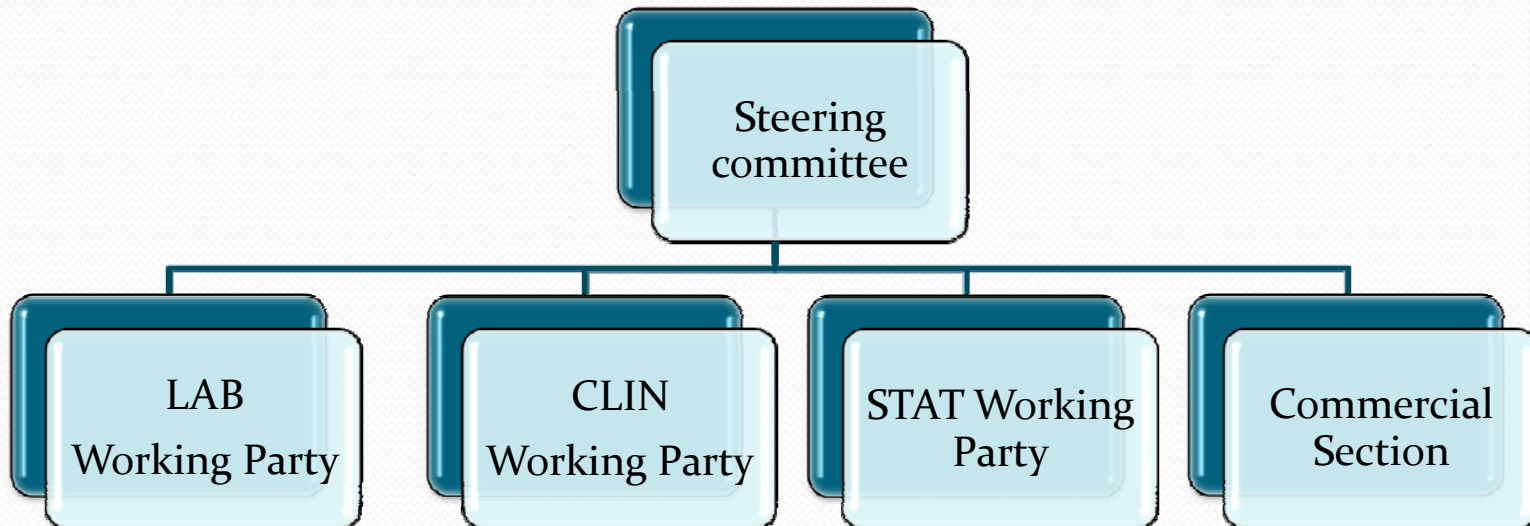 Steering
committee
LAB
Working Party
CLIN
Working Party
STAT Working
Party
Commercial
Section